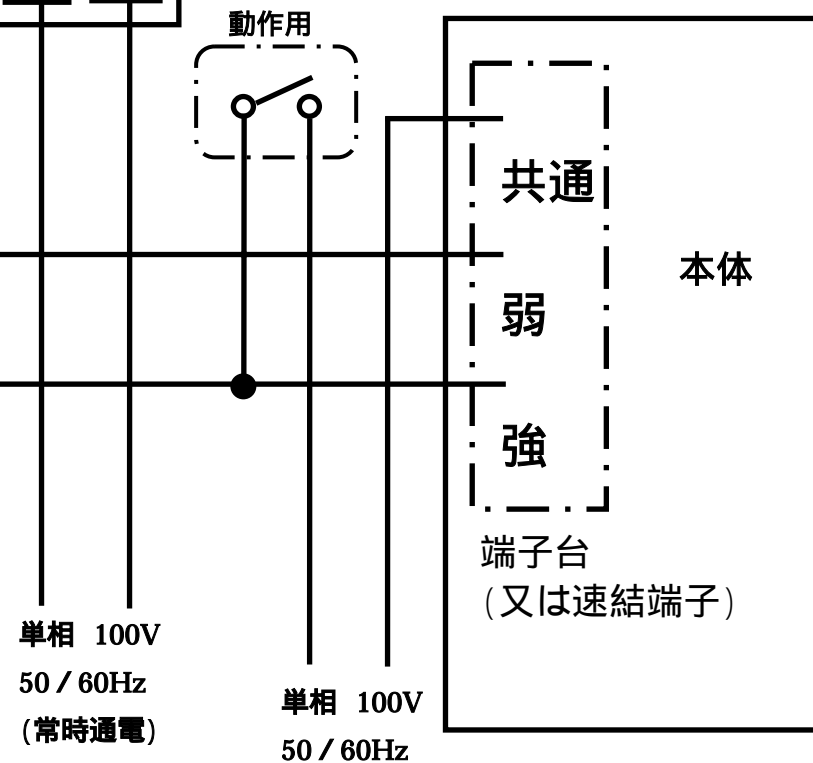 動作用
共通
本体
弱
強
端子台
(又は速結端子)
単相 100V
50 / 60Hz
(常時通電)
単相 100V
50 / 60Hz